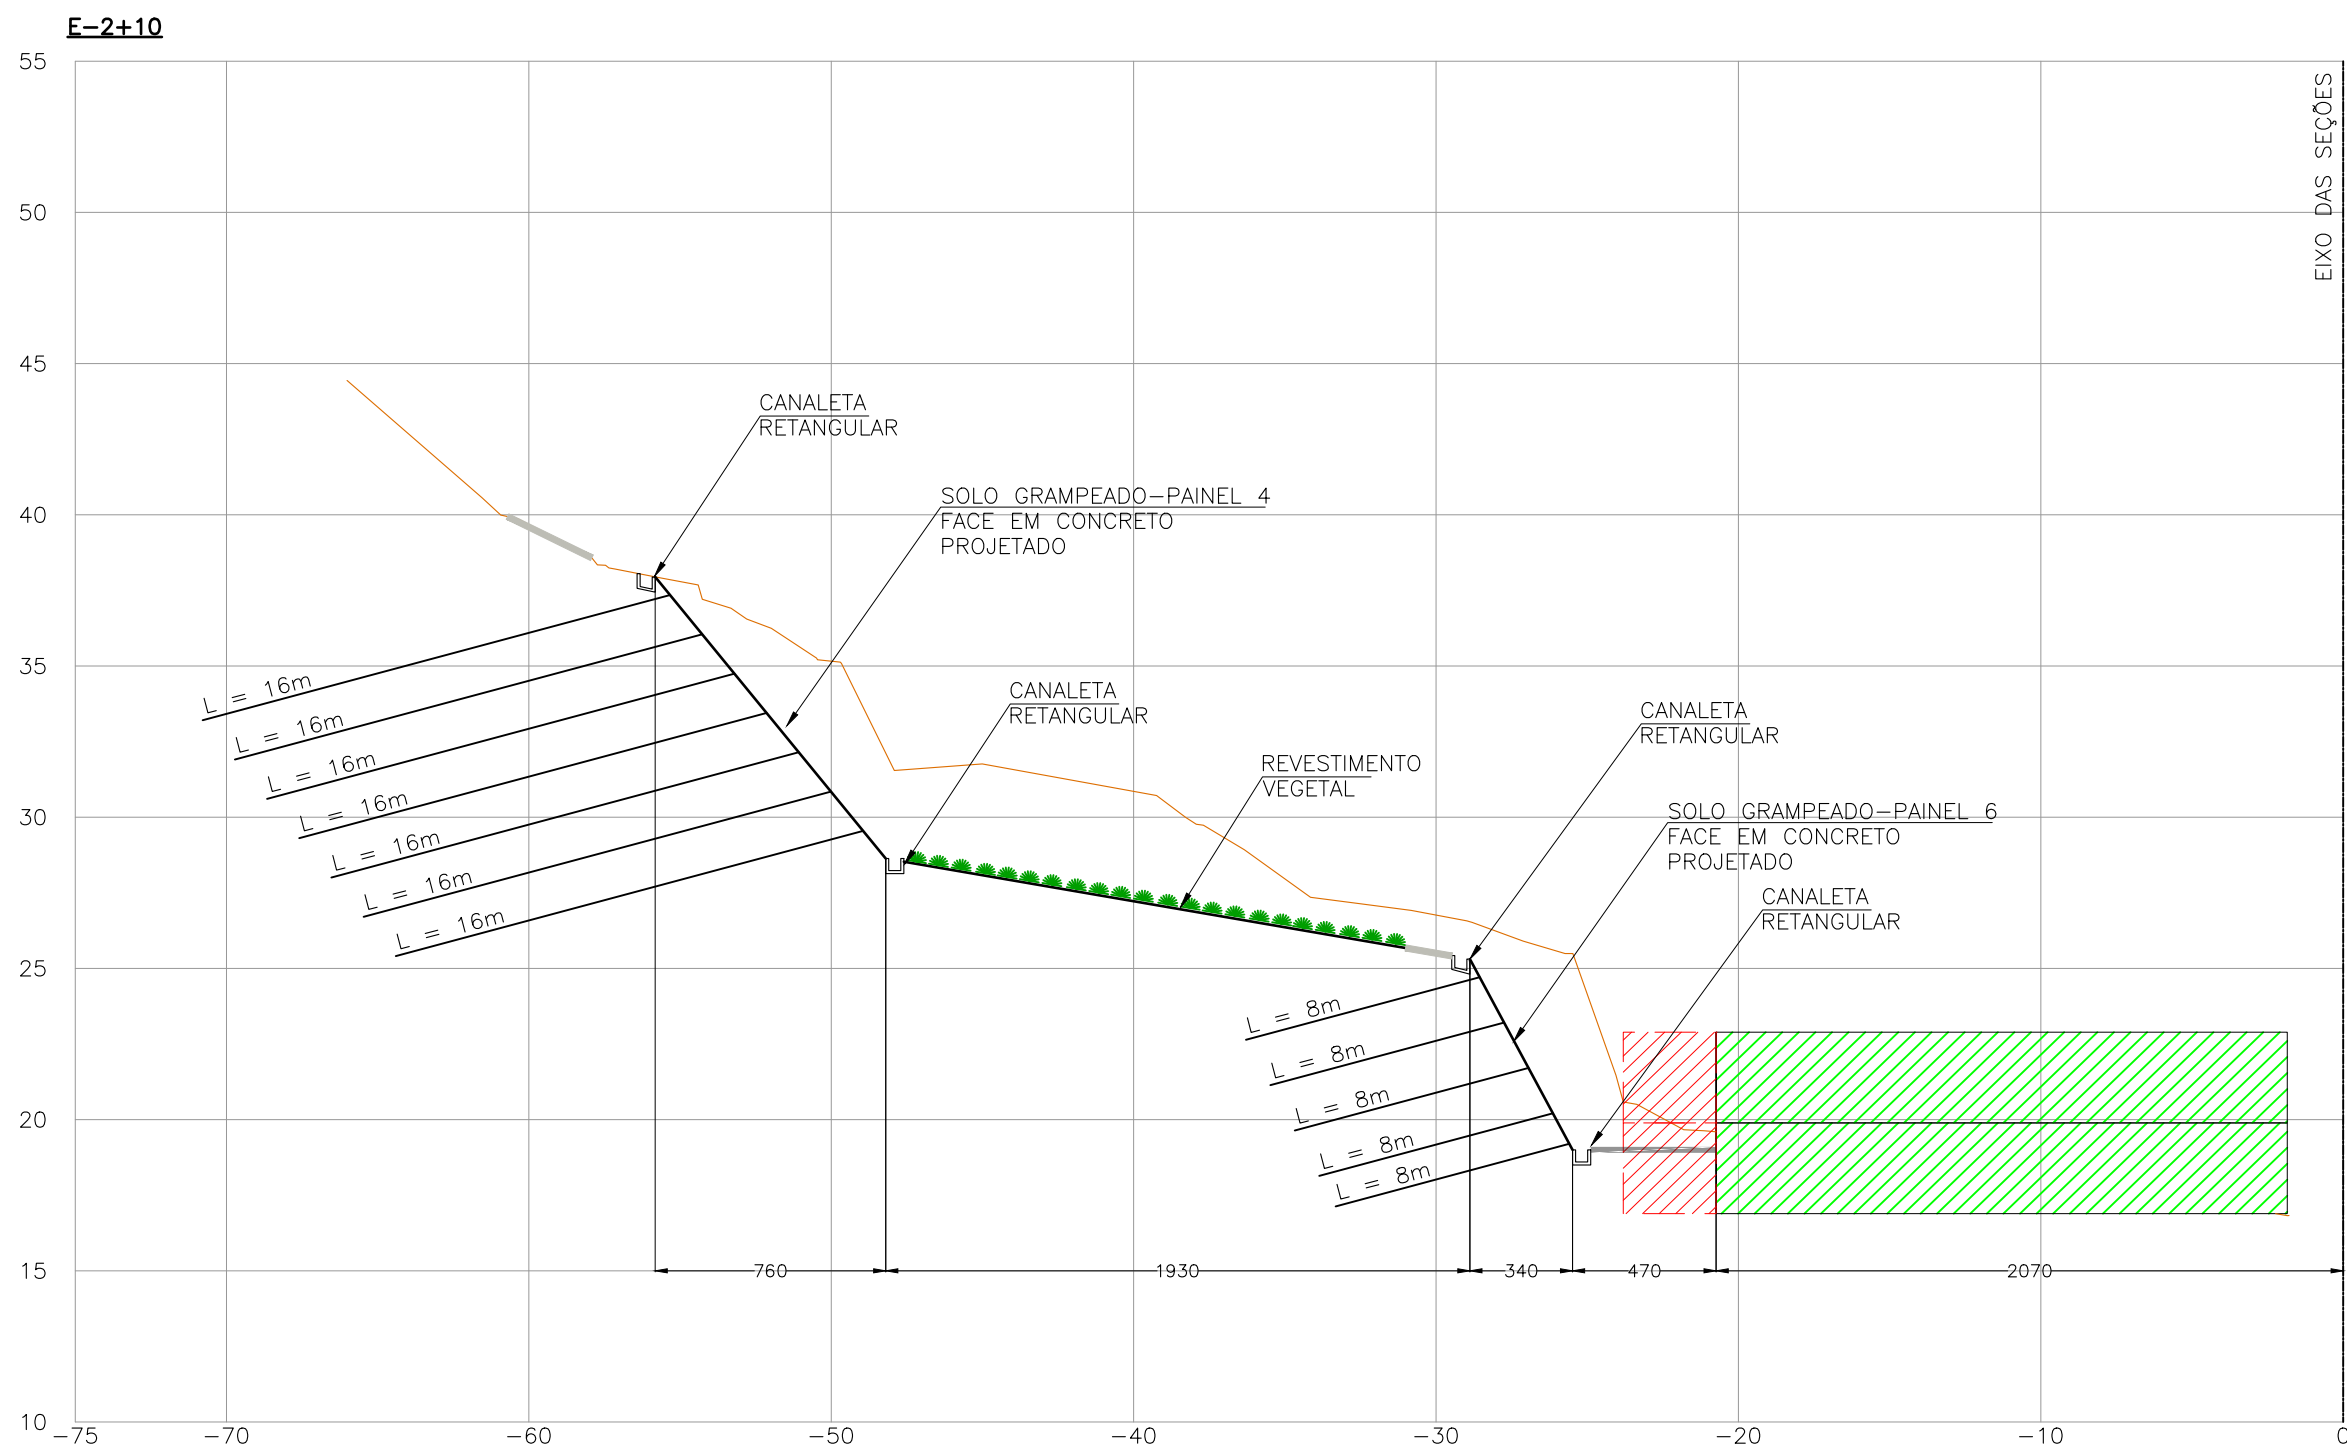 E-2+10
55
EIXO DAS SEÇÕES
50
45
CANALETA
RETANGULAR
40
SOLO GRAMPEADO-PAINEL 4
FACE EM CONCRETO
PROJETADO
35
L = 16m
L = 16m
L = 16m
L = 16m
L = 16m
L = 16m
L = 16m
CANALETA
RETANGULAR
CANALETA
RETANGULAR
REVESTIMENTO
VEGETAL
30
SOLO GRAMPEADO-PAINEL 6
FACE EM CONCRETO
PROJETADO
CANALETA
RETANGULAR
25
L = 8m
L = 8m
L = 8m
L = 8m
L = 8m
20
15
760
1930
340
470
2070
10
-75
-70
-60
-50
-40
-30
-20
-10
0